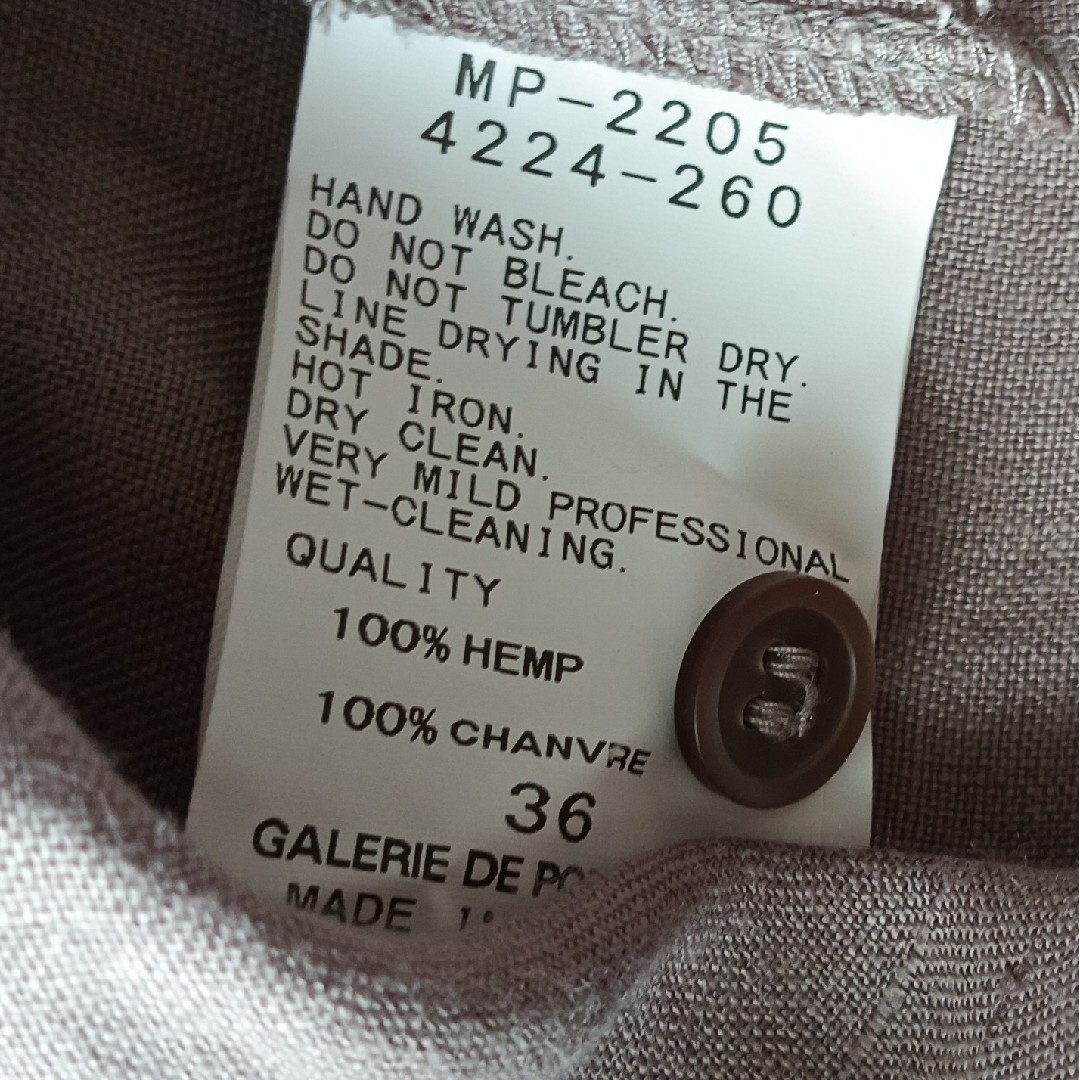 MP-2205
4224-260
HAND WASH.
DO NOT BLEACH.
DO NOT TUMBLER DRY.
LINE DRYING IN THE
SHADE.
HOT IRON.
DRY CLEAN.
VERY MILD PROFESSIONAL
WET-CLEANING.
QUALITY
100% HEMP
100% CHANVRE
36
GALERIE DE
MADE